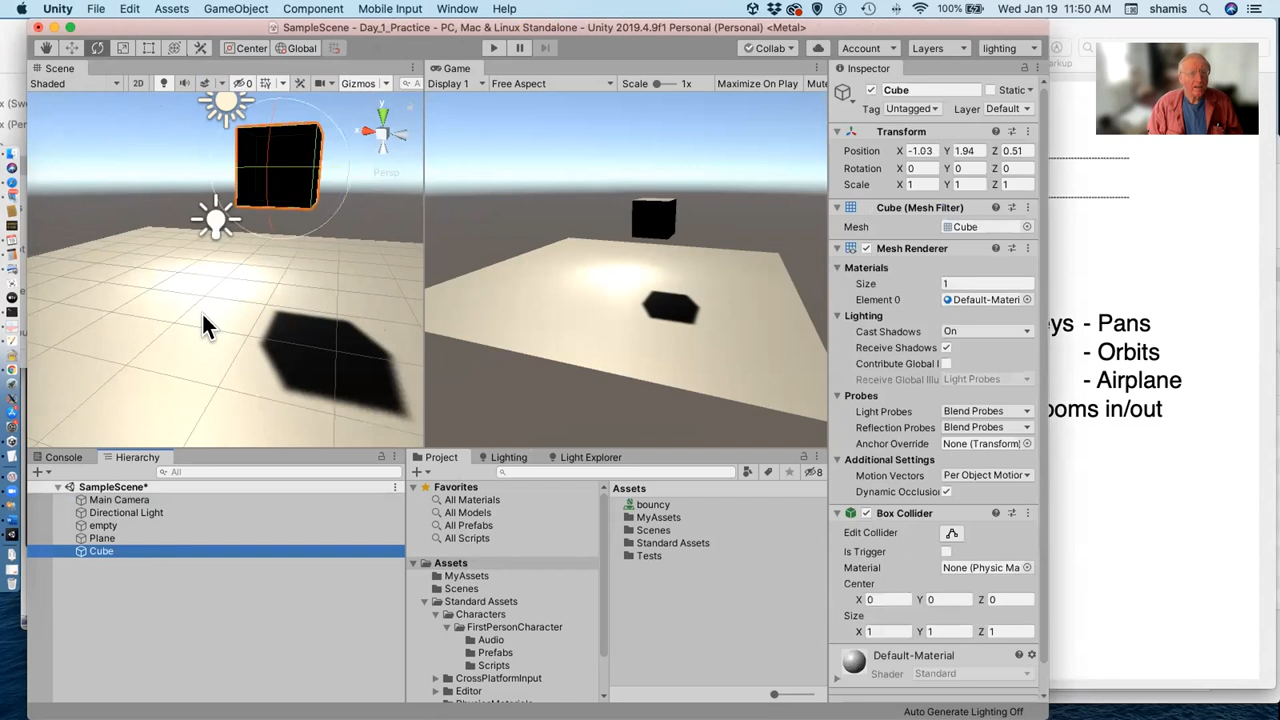 Unity File Edit Assets GameObject Component Mobile Input Window Help 100% Wed Jan 19 11:50 AM shamis
SampleScene - Day_1_Practice - PC, Mac & Linux Standalone - Unity 2019.4.9f1 Personal (Personal) <Metal>
Center Global Collab Account Layers lighting
Scene Game Inspector
Shaded 2D 0 Gizmos A Display 1 Free Aspect Scale 1x Maximize On Play Mute
Cube Static
Tag Untagged Layer Default
y
x
Persp
Transform
Position X -1.03 Y 1.94 Z 0.51
Rotation X 0 Y 0 Z 0
Scale X 1 Y 1 Z 1
Cube (Mesh Filter)
Mesh Cube
Mesh Renderer
Materials
Size 1
Element 0 Default-Materi
Lighting
Cast Shadows On
Receive Shadows
Contribute Global I
Receive Global Illu Light Probes
Probes
Light Probes Blend Probes
Reflection Probes Blend Probes
Anchor Override None (Transform)
Additional Settings
Motion Vectors Per Object Motion
Dynamic Occlusion
Box Collider
Edit Collider
Is Trigger
Material None (Physic Ma
Center
X 0 Y 0 Z 0
Size
X 1 Y 1 Z 1
Default-Material
Shader Standard
Auto Generate Lighting Off
Console Hierarchy
All
SampleScene*
Main Camera
Directional Light
empty
Plane
Cube
Project Lighting Light Explorer
8
Favorites
All Materials
All Models
All Prefabs
All Scripts
Assets
MyAssets
Scenes
Standard Assets
Characters
FirstPersonCharacter
Audio
Prefabs
Scripts
CrossPlatformInput
Editor
Assets
bouncy
MyAssets
Scenes
Standard Assets
Tests
arkup
ys - Pans
- Orbits
- Airplane
ooms in/out